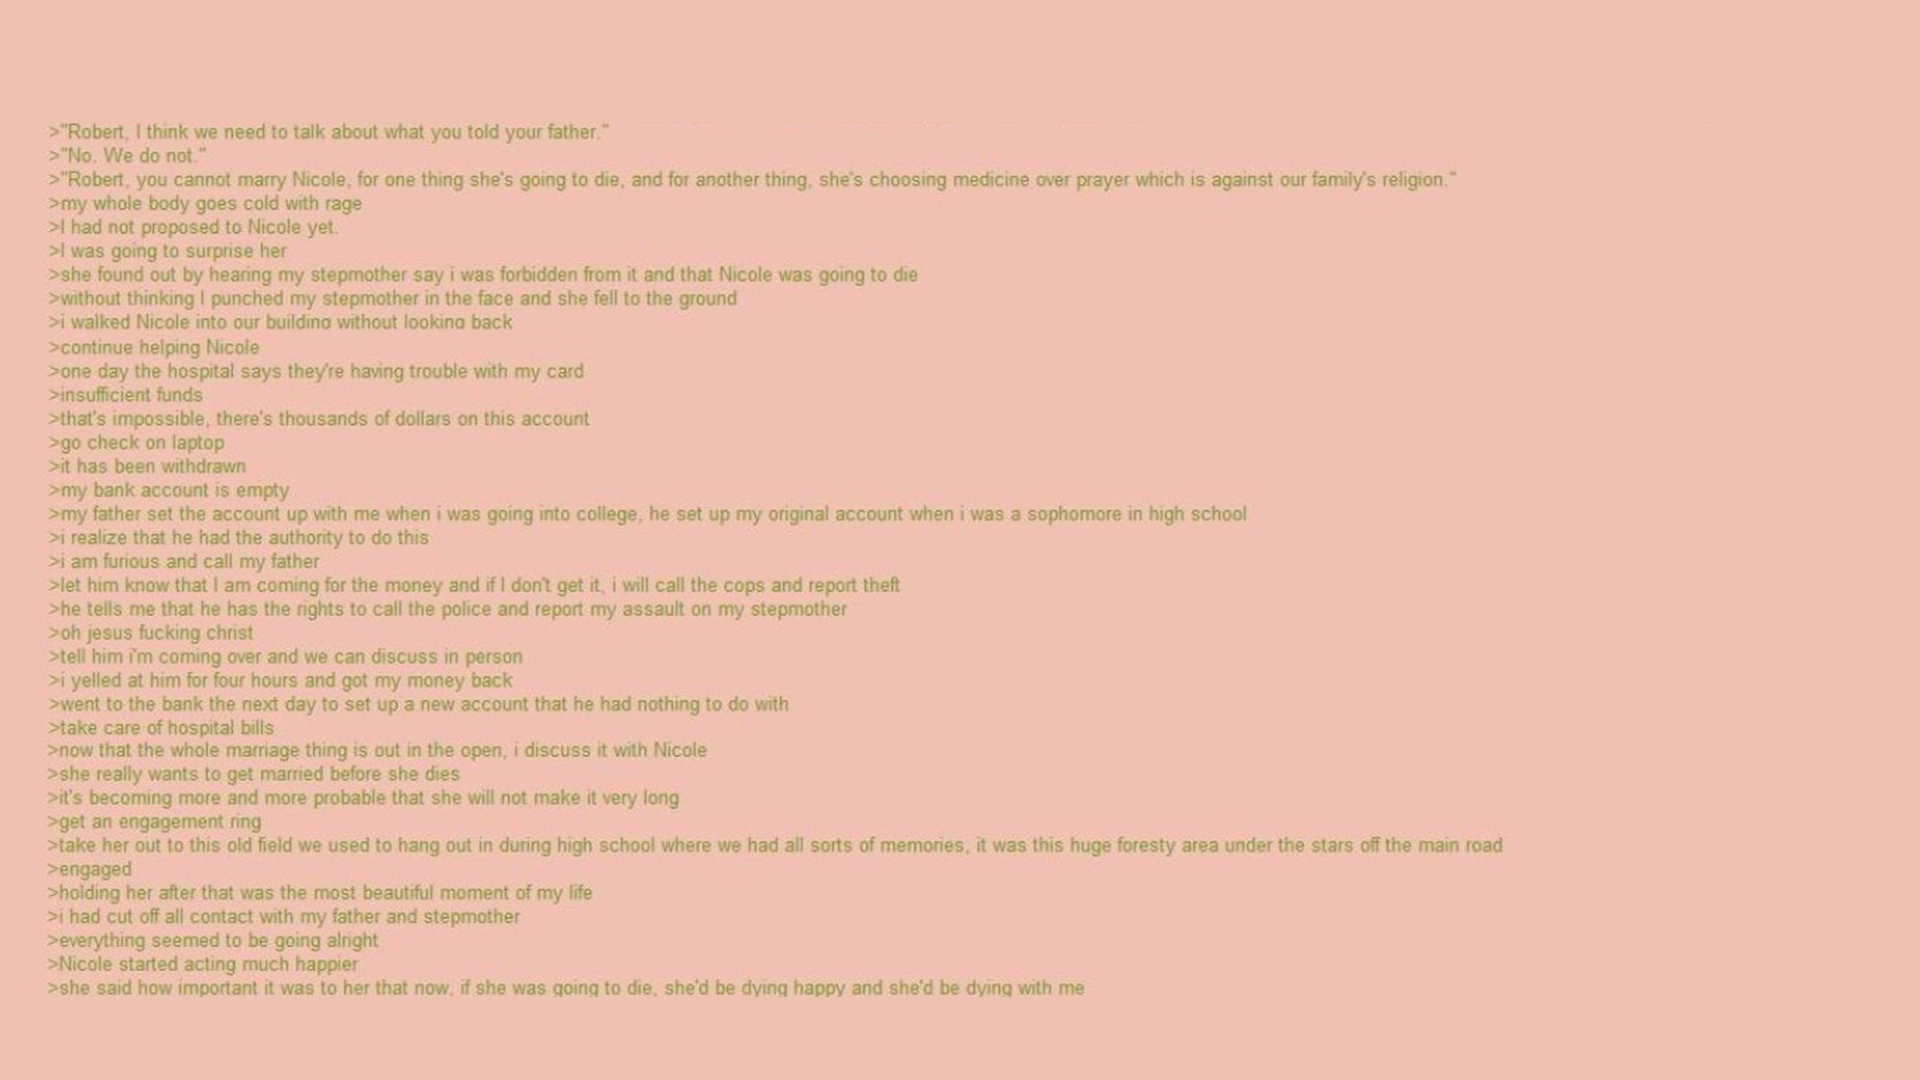 >"Robert, I think we need to talk about what you told your father."
>"No. We do not."
>"Robert, you cannot marry Nicole, for one thing she's going to die, and for another thing, she's choosing medicine over prayer which is against our family's religion."
>my whole body goes cold with rage
>I had not proposed to Nicole yet.
>I was going to surprise her
>she found out by hearing my stepmother say i was forbidden from it and that Nicole was going to die
>without thinking I punched my stepmother in the face and she fell to the ground
>i walked Nicole into our building without looking back
>continue helping Nicole
>one day the hospital says they're having trouble with my card
>insufficient funds
>that's impossible, there's thousands of dollars on this account
>go check on laptop
>it has been withdrawn
>my bank account is empty
>my father set the account up with me when i was going into college, he set up my original account when i was a sophomore in high school
>i realize that he had the authority to do this
>i am furious and call my father
>let him know that I am coming for the money and if I don't get it, i will call the cops and report theft
>he tells me that he has the rights to call the police and report my assault on my stepmother
>oh jesus fucking christ
>tell him i'm coming over and we can discuss in person
>i yelled at him for four hours and got my money back
>went to the bank the next day to set up a new account that he had nothing to do with
>take care of hospital bills
>now that the whole marriage thing is out in the open, i discuss it with Nicole
>she really wants to get married before she dies
>it's becoming more and more probable that she will not make it very long
>get an engagement ring
>take her out to this old field we used to hang out in during high school where we had all sorts of memories, it was this huge foresty area under the stars off the main road
>engaged
>holding her after that was the most beautiful moment of my life
>i had cut off all contact with my father and stepmother
>everything seemed to be going alright
>Nicole started acting much happier
>she said how important it was to her that now, if she was going to die, she'd be dying happy and she'd be dying with me